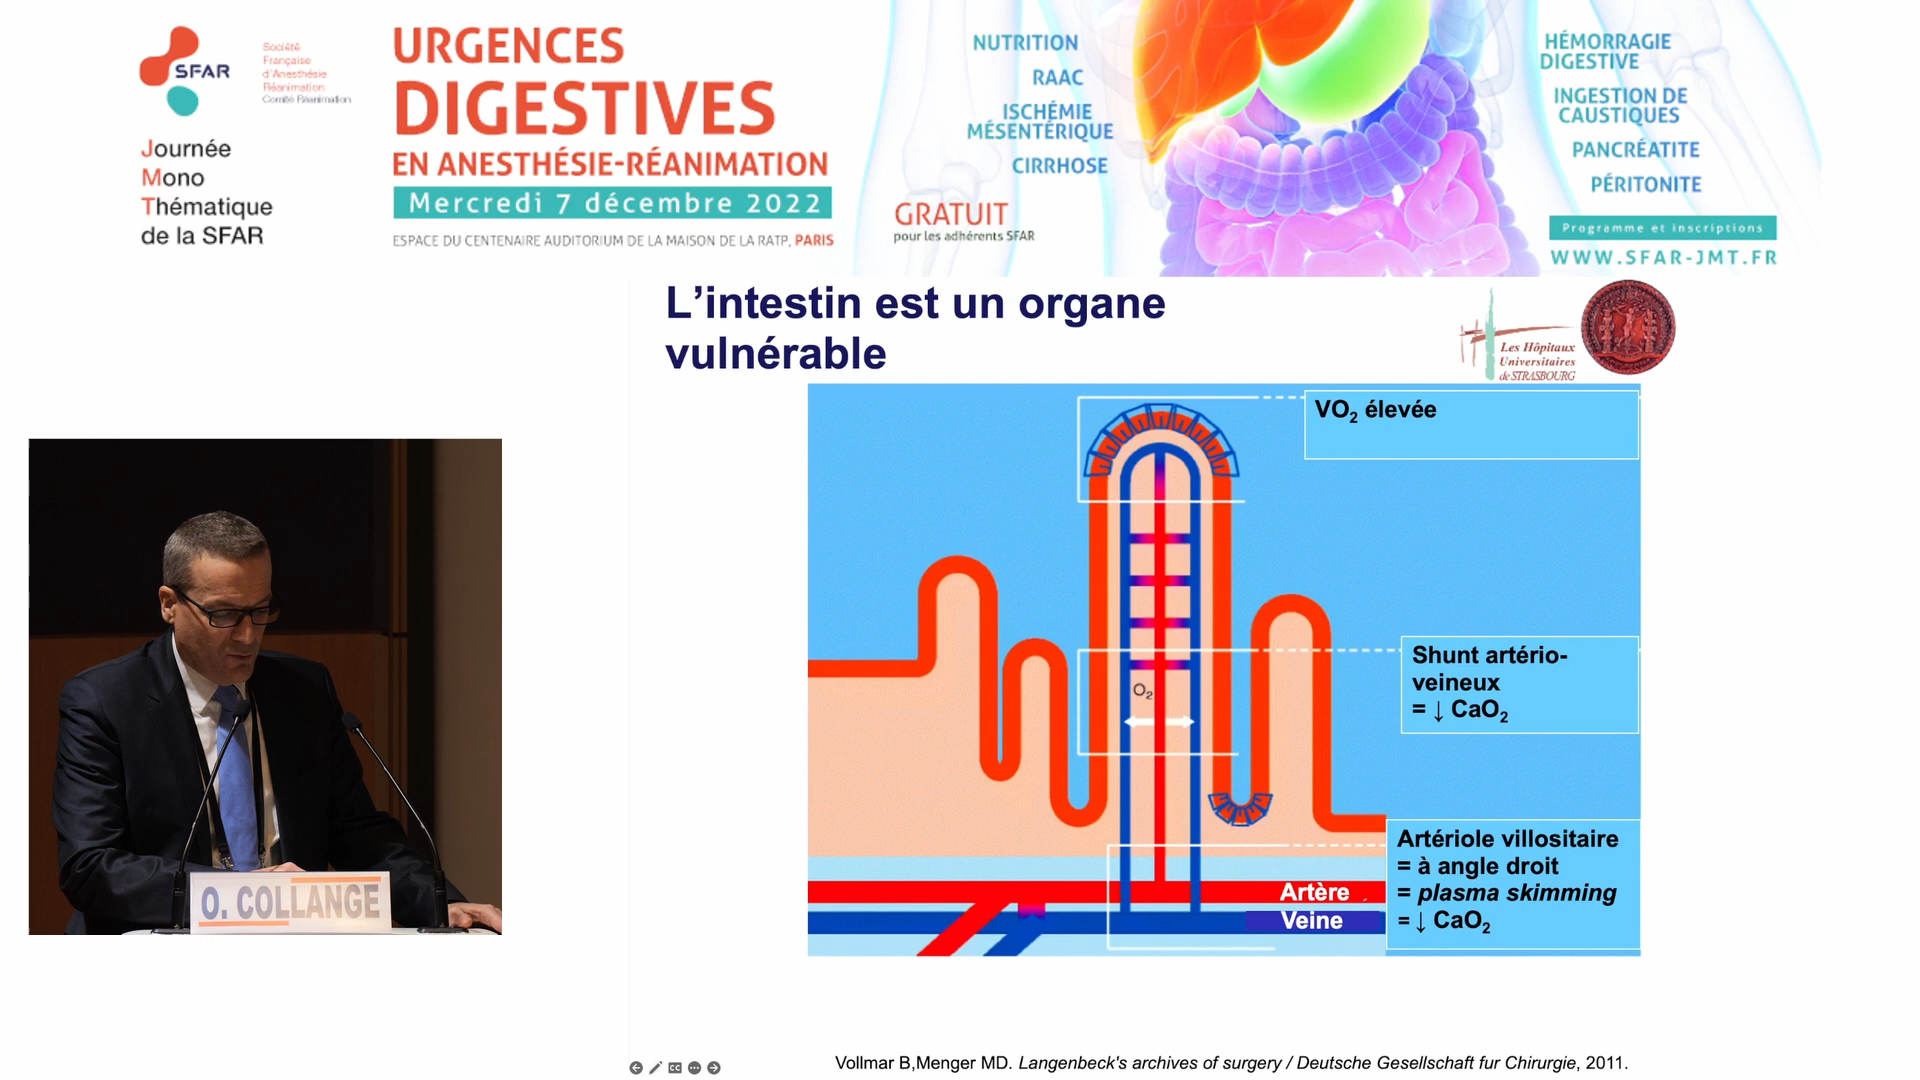 SFAR
Société
Française
d'Anesthésie
Réanimation
Comité Réanimation
Journée
Mono
Thématique
de la SFAR
URGENCES
DIGESTIVES
EN ANESTHÉSIE-RÉANIMATION
Mercredi 7 décembre 2022
ESPACE DU CENTENAIRE AUDITORIUM DE LA MAISON DE LA RATP, PARIS
NUTRITION
RAAC
ISCHÉMIE
MÉSENTÉRIQUE
CIRRHOSE
GRATUIT
pour les adhérents SFAR
HÉMORRAGIE
DIGESTIVE
INGESTION DE
CAUSTIQUES
PANCRÉATITE
PÉRITONITE
Programme et inscriptions
WWW.SFAR-JMT.FR
L’intestin est un organe
vulnérable
Les Hôpitaux
Universitaires
de STRASBOURG
VO₂ élevée
Shunt artério-
veineux
= ↓ CaO₂
O₂
Artériole villositaire
= à angle droit
= plasma skimming
= ↓ CaO₂
Artère
Veine
O. COLLANGE
Vollmar B,Menger MD. Langenbeck's archives of surgery / Deutsche Gesellschaft fur Chirurgie, 2011.